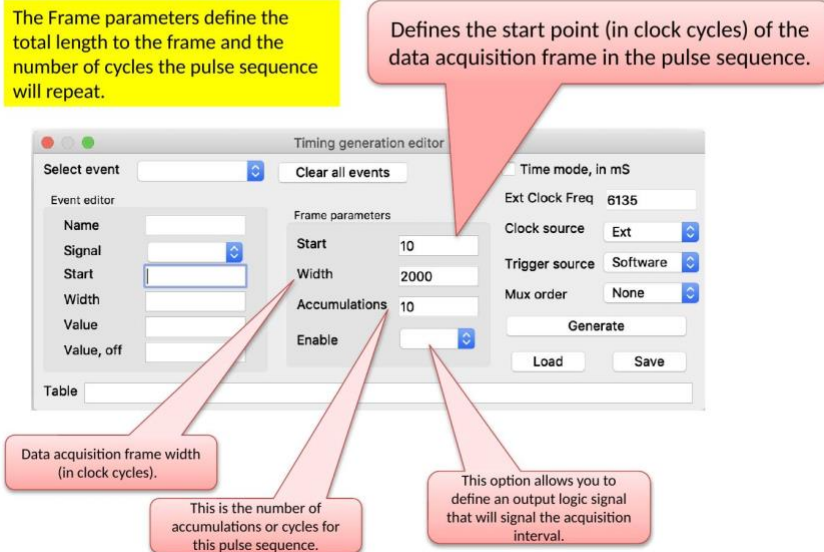 The Frame parameters define the
total length to the frame and the
number of cycles the pulse sequence
will repeat.
Defines the start point (in clock cycles) of the
data acquisition frame in the pulse sequence.
Timing generation editor
Select event
Clear all events
Time mode, in mS
Event editor
Name
Signal
Start
Width
Value
Value, off
Frame parameters
Start 10
Width 2000
Accumulations 10
Enable
Ext Clock Freq 6135
Clock source Ext
Trigger source Software
Mux order None
Generate
Load Save
Table
Data acquisition frame width
(in clock cycles).
This is the number of
accumulations or cycles for
this pulse sequence.
This option allows you to
define an output logic signal
that will signal the acquisition
interval.